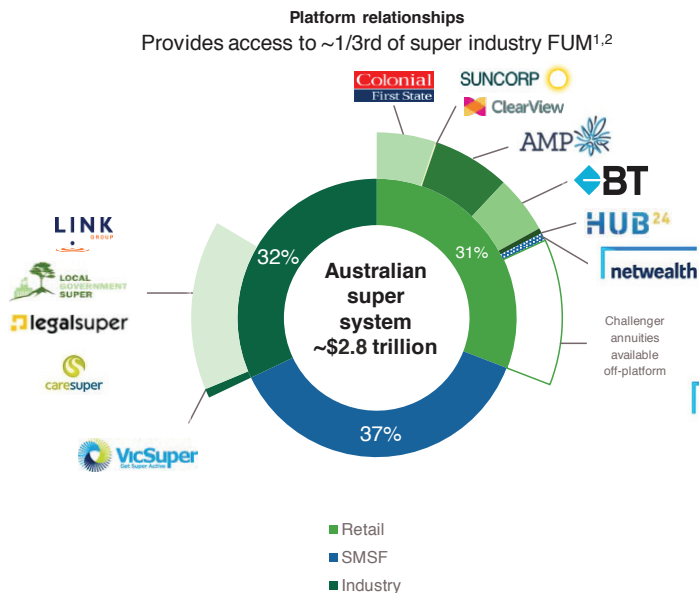 Platform relationships
Provides access to ~1/3rd of super industry FUM1,2
Colonial
First State
SUNCORP
ClearView
AMP
BT
HUB24
netwealth
LINK
GROUP
LOCAL
GOVERNMENT
SUPER
legalsuper
caresuper
VicSuper
Get Super Active
32%
31%
37%
Australian
super
system
~$2.8 trillion
Challenger
annuities
available
off-platform
Retail
SMSF
Industry